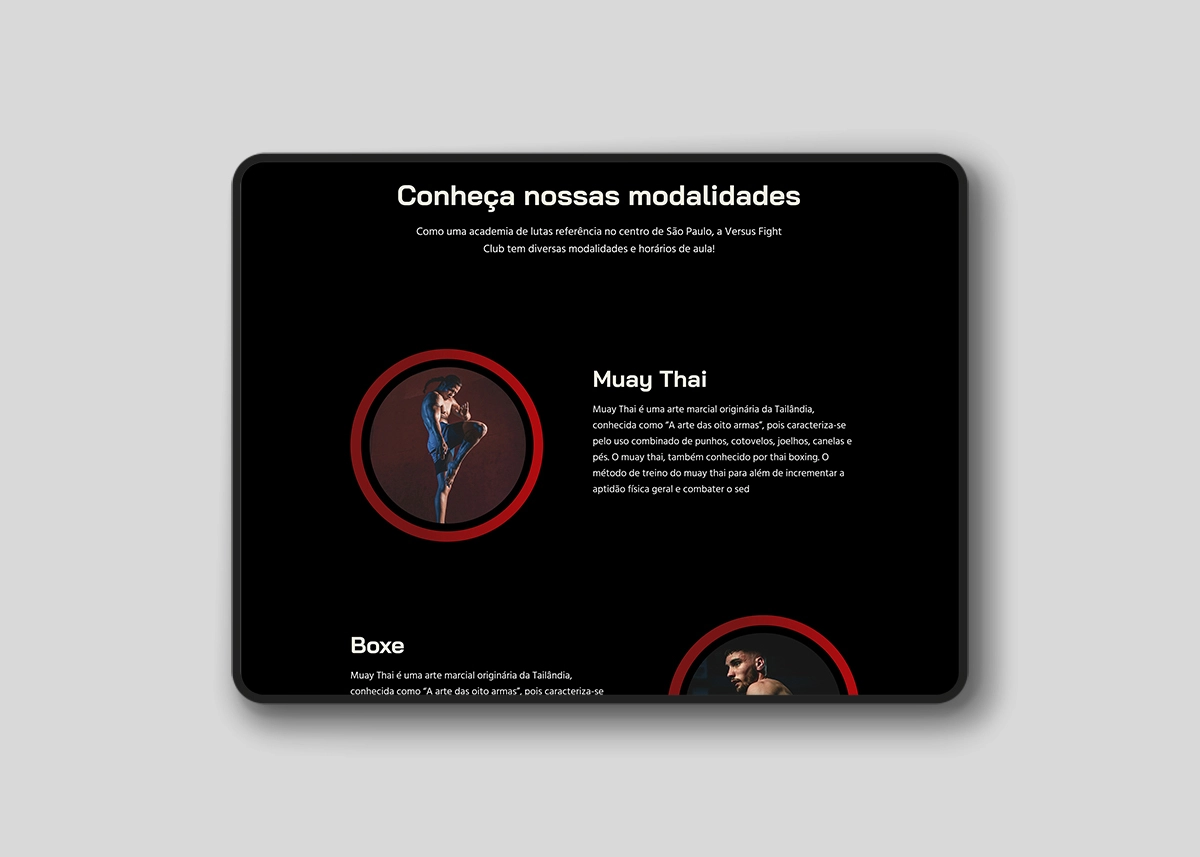 Conheça nossas modalidades
Como uma academia de lutas referência no centro de São Paulo, a Versus Fight
Club tem diversas modalidades e horários de aula!
Muay Thai
Muay Thai é uma arte marcial originária da Tailândia,
conhecida como “A arte das oito armas”, pois caracteriza-se
pelo uso combinado de punhos, cotovelos, joelhos, canelas e
pés. O muay thai, também conhecido por thai boxing. O
método de treino do muay thai para além de incrementar a
aptidão física geral e combater o sed
Boxe
Muay Thai é uma arte marcial originária da Tailândia,
conhecida como “A arte das oito armas”, pois caracteriza-se